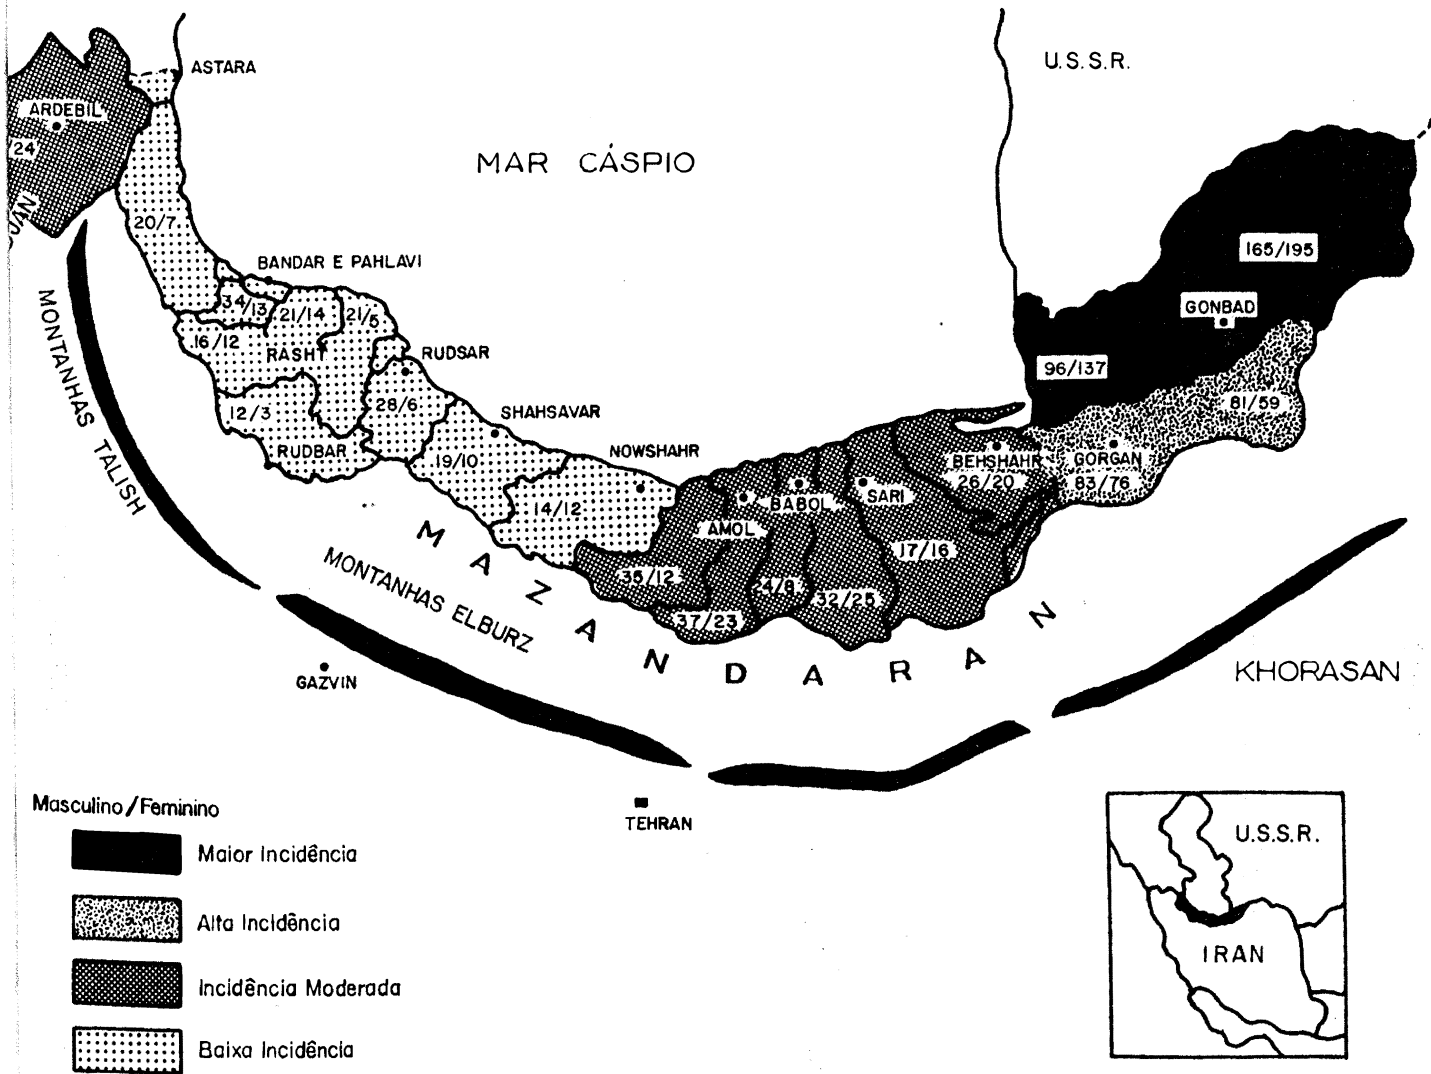 ASTARA
U.S.S.R.
ARDEBIL
/24
MAR CÁSPIO
20/7
165/195
BANDAR E PAHLAVI
34/13
21/14
21/5
GONBAD
16/12
RASHT
RUDSAR
96/137
MONTANHAS TALISH
12/3
28/6
SHAHSAVAR
81/59
RUDBAR
19/10
NOWSHAHR
BEHSHAHR
26/20
GORGAN
83/76
14/12
AMOL
BABOL
SARI
17/16
MAZANDARAN
MONTANHAS ELBURZ
35/12
37/23
24/8
32/25
GAZVIN
KHORASAN
TEHRAN
Masculino/Feminino
Maior Incidência
Alta Incidência
Incidência Moderada
Baixa Incidência
U.S.S.R.
IRAN